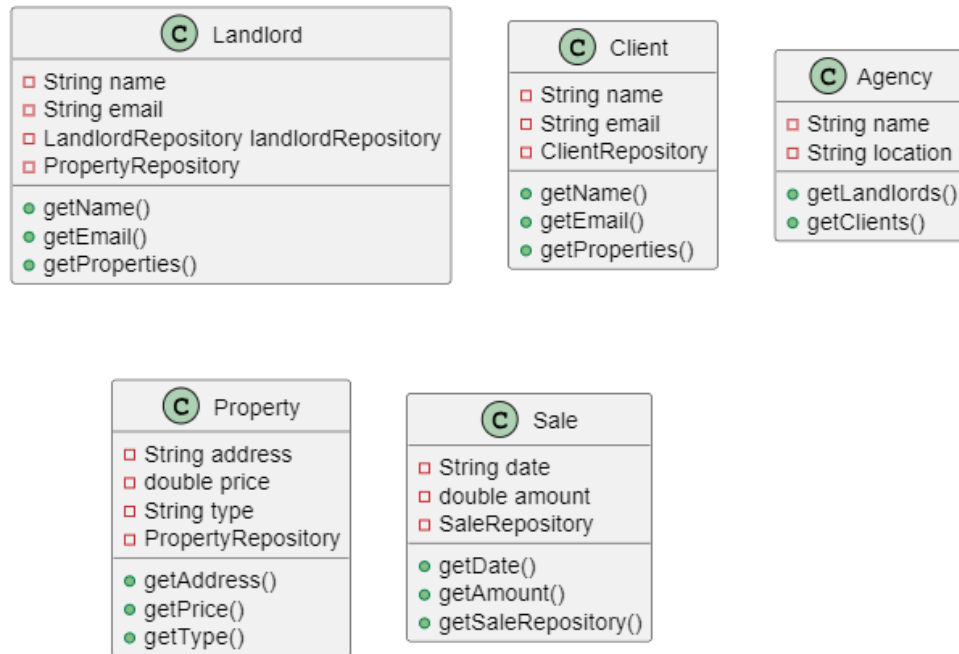 C Landlord
String name
String email
LandlordRepository landlordRepository
PropertyRepository
getName()
getEmail()
getProperties()
C Client
String name
String email
ClientRepository
getName()
getEmail()
getProperties()
C Agency
String name
String location
getLandlords()
getClients()
C Property
String address
double price
String type
PropertyRepository
getAddress()
getPrice()
getType()
C Sale
String date
double amount
SaleRepository
getDate()
getAmount()
getSaleRepository()